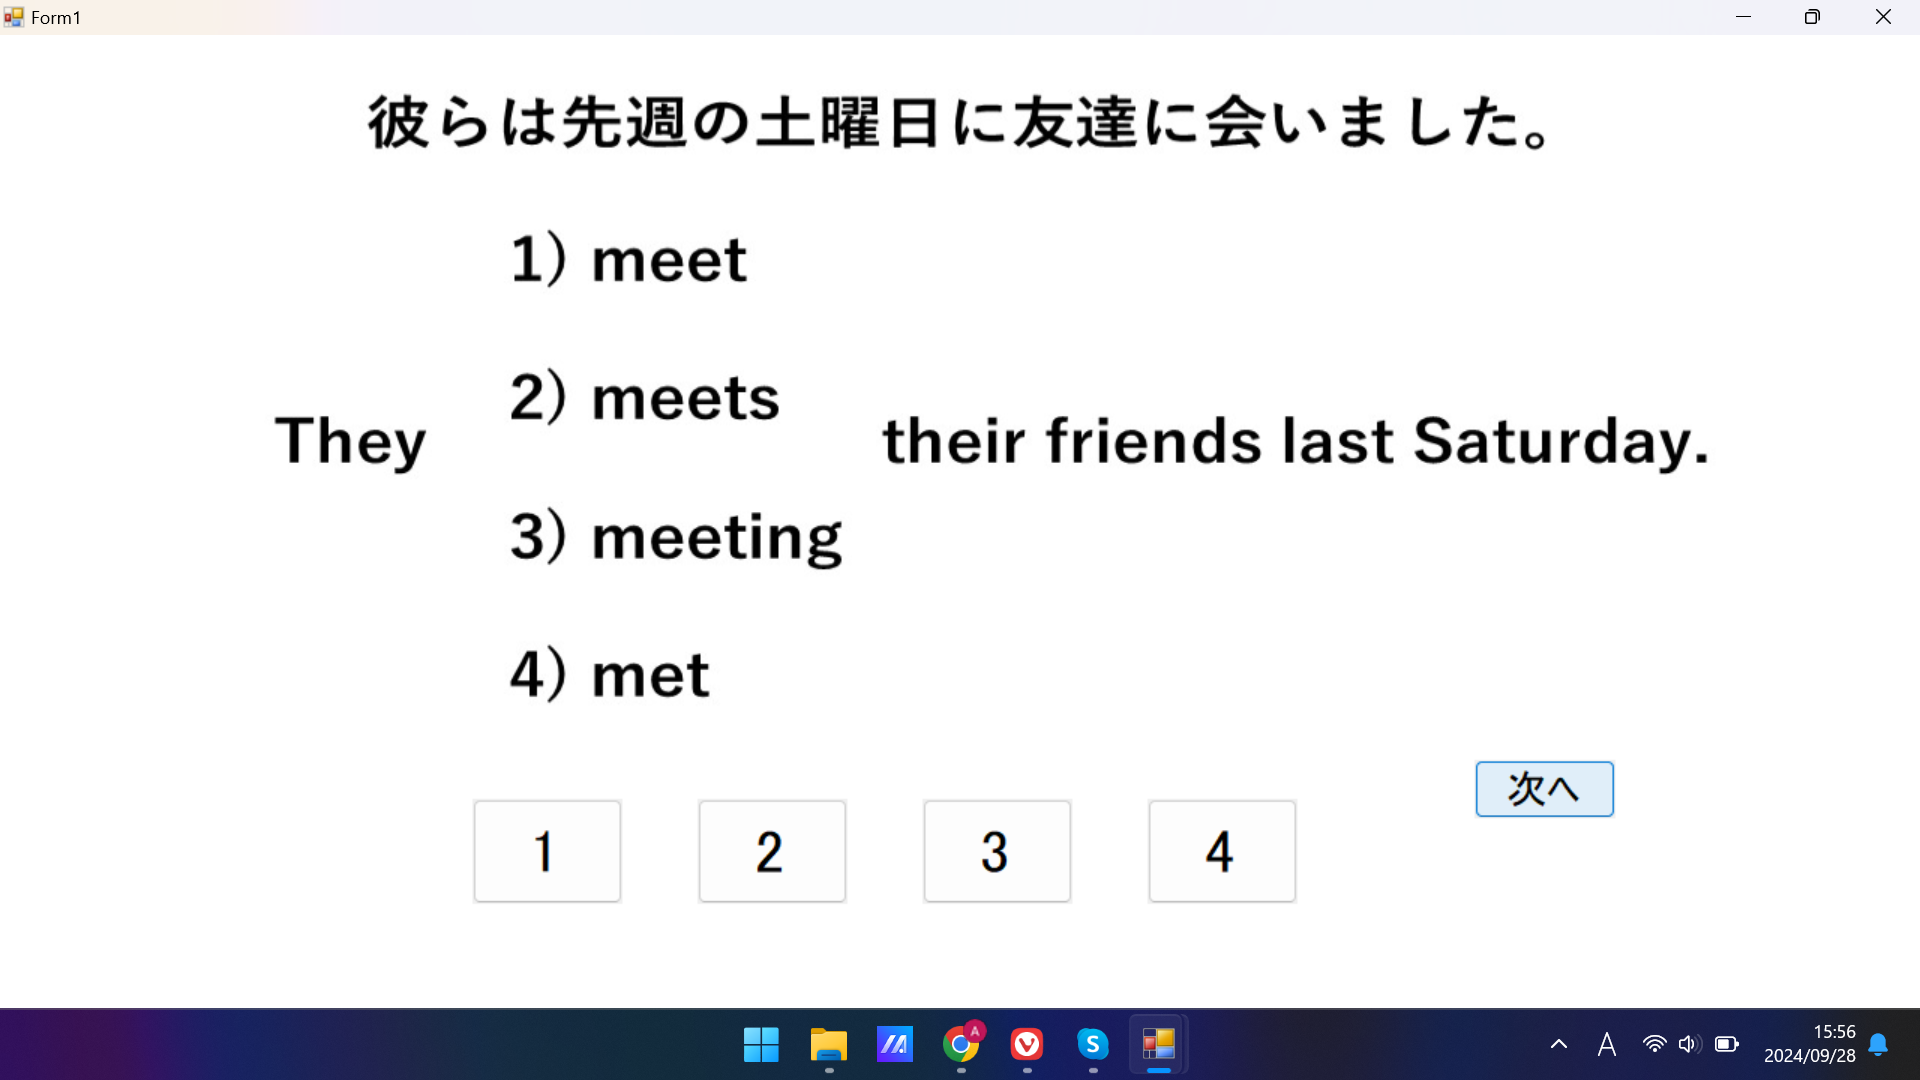 Form1
彼らは先週の土曜日に友達に会いました。
1) meet
2) meets
They
their friends last Saturday.
3) meeting
4) met
次へ
1
2
3
4
A
S
A
15:56
2024/09/28